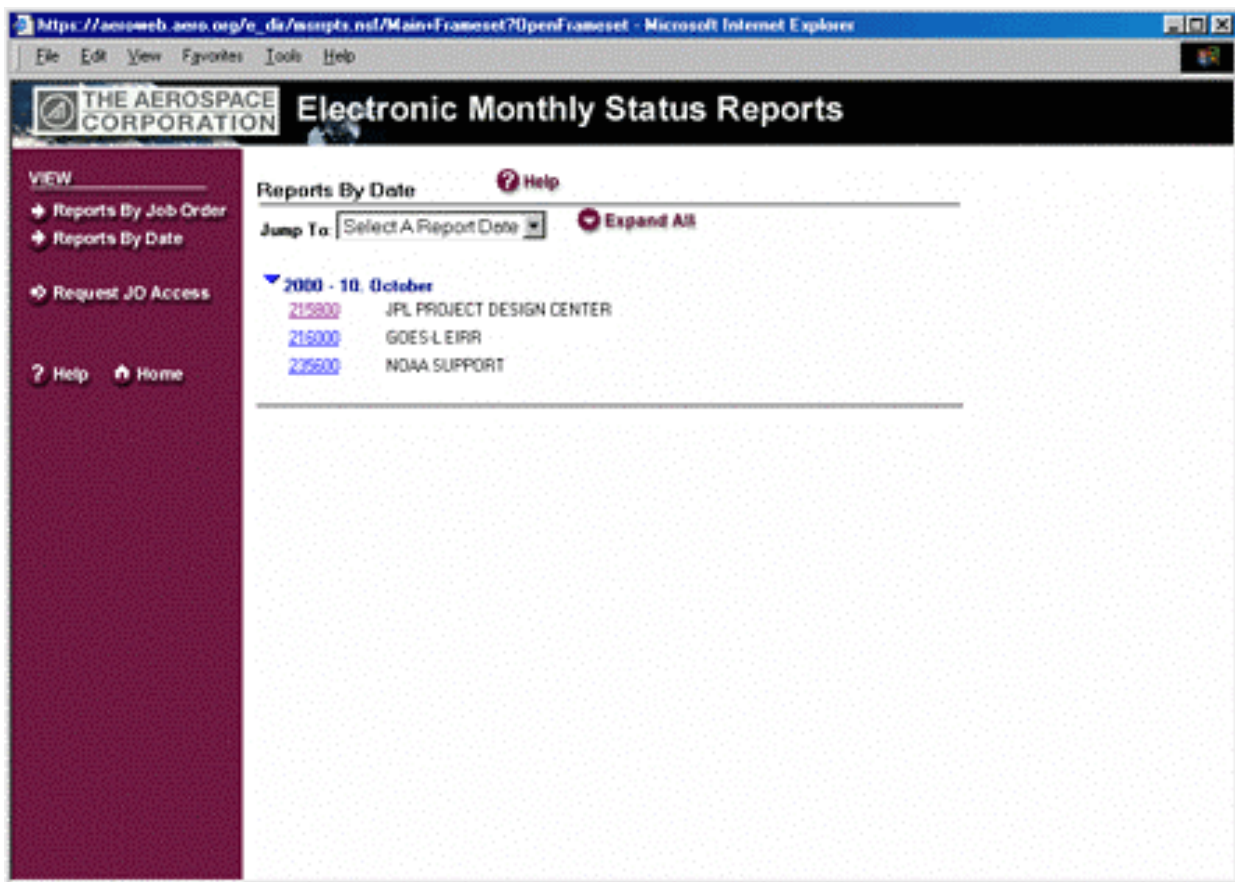 https://aeroweb.aero.org/e_dir/msrrpts.nsf/Main+Frameset?OpenFrameset - Microsoft Internet Explorer
File Edit View Favorites Tools Help
THE AEROSPACE
CORPORATION
Electronic Monthly Status Reports
VIEW
Reports By Job Order
Reports By Date
Request JO Access
? Help Home
Reports By Date ? Help
Jump To: Select A Report Date Expand All
2000 - 10. October
215800 JPL PROJECT DESIGN CENTER
216000 GOES-L EIRR
235600 NOAA SUPPORT